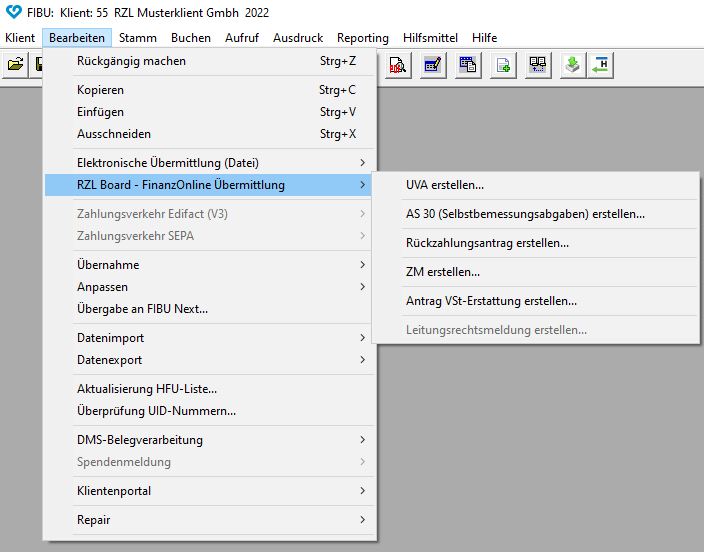 FIBU: Klient: 55 RZL Musterklient Gmbh 2022
Klient Bearbeiten Stamm Buchen Aufruf Ausdruck Reporting Hilfsmittel Hilfe
Rückgängig machen Strg+Z
Kopieren Strg+C
Einfügen Strg+V
Ausschneiden Strg+X
Elektronische Übermittlung (Datei)
RZL Board - FinanzOnline Übermittlung
Zahlungsverkehr Edifact (V3)
Zahlungsverkehr SEPA
Übernahme
Anpassen
Übergabe an FIBU Next...
Datenimport
Datenexport
Aktualisierung HFU-Liste...
Überprüfung UID-Nummern...
DMS-Belegverarbeitung
Spendenmeldung
Klientenportal
Repair
UVA erstellen...
AS 30 (Selbstbemessungsabgaben) erstellen...
Rückzahlungsantrag erstellen...
ZM erstellen...
Antrag VSt-Erstattung erstellen...
Leitungsrechtsmeldung erstellen...